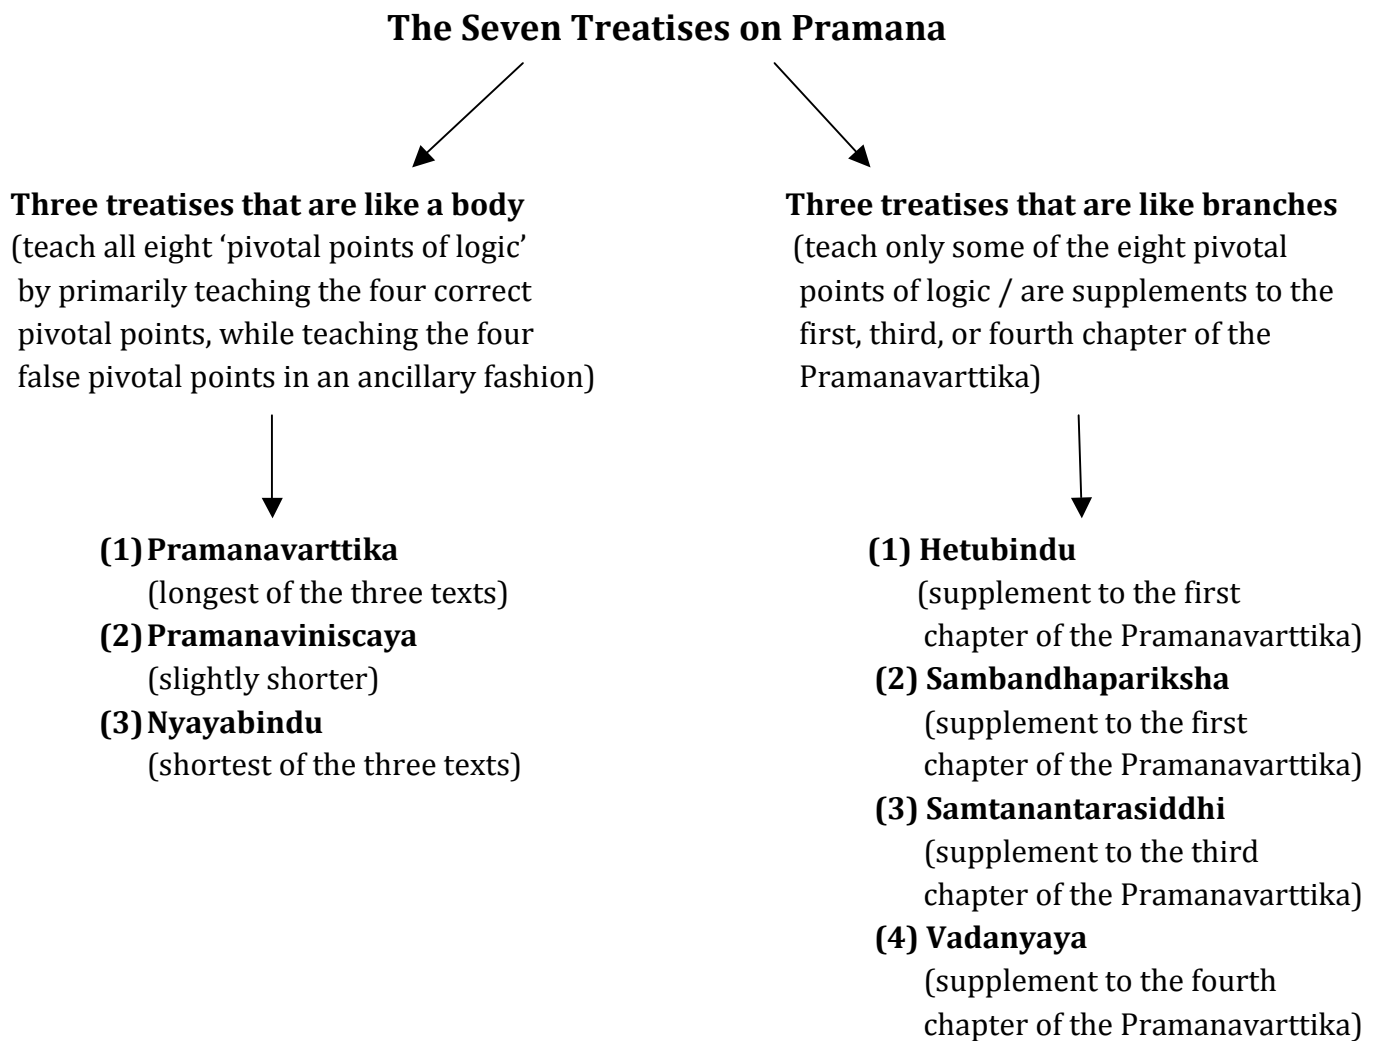 The Seven Treatises on Pramana
Three treatises that are like a body
(teach all eight ‘pivotal points of logic’
by primarily teaching the four correct
pivotal points, while teaching the four
false pivotal points in an ancillary fashion)
(1) Pramanavarttika
(longest of the three texts)
(2) Pramanaviniscaya
(slightly shorter)
(3) Nyayabindu
(shortest of the three texts)
Three treatises that are like branches
(teach only some of the eight pivotal
points of logic / are supplements to the
first, third, or fourth chapter of the
Pramanavarttika)
(1) Hetubindu
(supplement to the first
chapter of the Pramanavarttika)
(2) Sambandhapariksha
(supplement to the first
chapter of the Pramanavarttika)
(3) Samtanantarasiddhi
(supplement to the third
chapter of the Pramanavarttika)
(4) Vadanyaya
(supplement to the fourth
chapter of the Pramanavarttika)